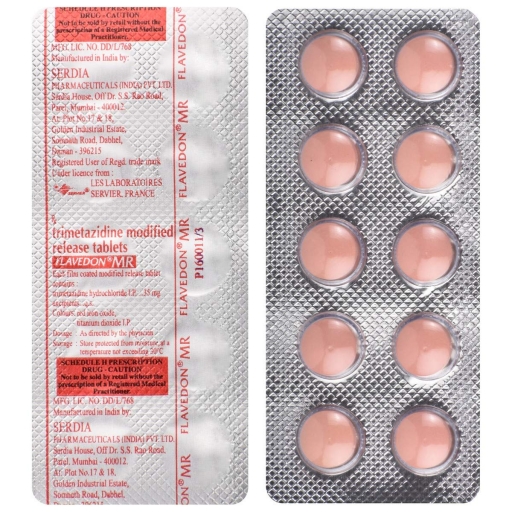 SCHEDULE H PRESCRIPTION
DRUG - CAUTION
Not to be sold by retail without the
prescription of a Registered Medical
Practitioner.
MFG. LIC. NO. DD/L/768
Manufactured in India by:
SERDIA
PHARMACEUTICALS (INDIA) PVT. LTD.
Serdia House, Off Dr. S.S. Rao Road,
Parel, Mumbai - 400012.
At. Plot No.17 & 18,
Golden Industrial Estate,
Somnath Road, Dabhel,
Daman - 396215
Registered User of Regd. trade mark
Under licence from :
LES LABORATOIRES
SERVIER, FRANCE
trimetazidine modified
release tablets
FLAVEDON® MR
Each film coated modified release tablet
contains :
trimetazidine hydrochloride I.P. 35 mg
excipients q.s.
Colours: red iron oxide,
titanium dioxide I.P.
Dosage : As directed by the physician
Storage : Store protected from moisture, at a
temperature not exceeding 30°C
SCHEDULE H PRESCRIPTION
DRUG - CAUTION
Not to be sold by retail without the
prescription of a Registered Medical
Practitioner.
MFG. LIC. NO. DD/L/768
Manufactured in India by:
SERDIA
PHARMACEUTICALS (INDIA) PVT. LTD.
Serdia House, Off Dr. S.S. Rao Road,
Parel, Mumbai - 400012.
At. Plot No.17 & 18,
Golden Industrial Estate,
Somnath Road, Dabhel,
FLAVEDON® MR
FLAVEDON® MR
FLAVEDON® MR
FLAVEDON® MR
P160011/3